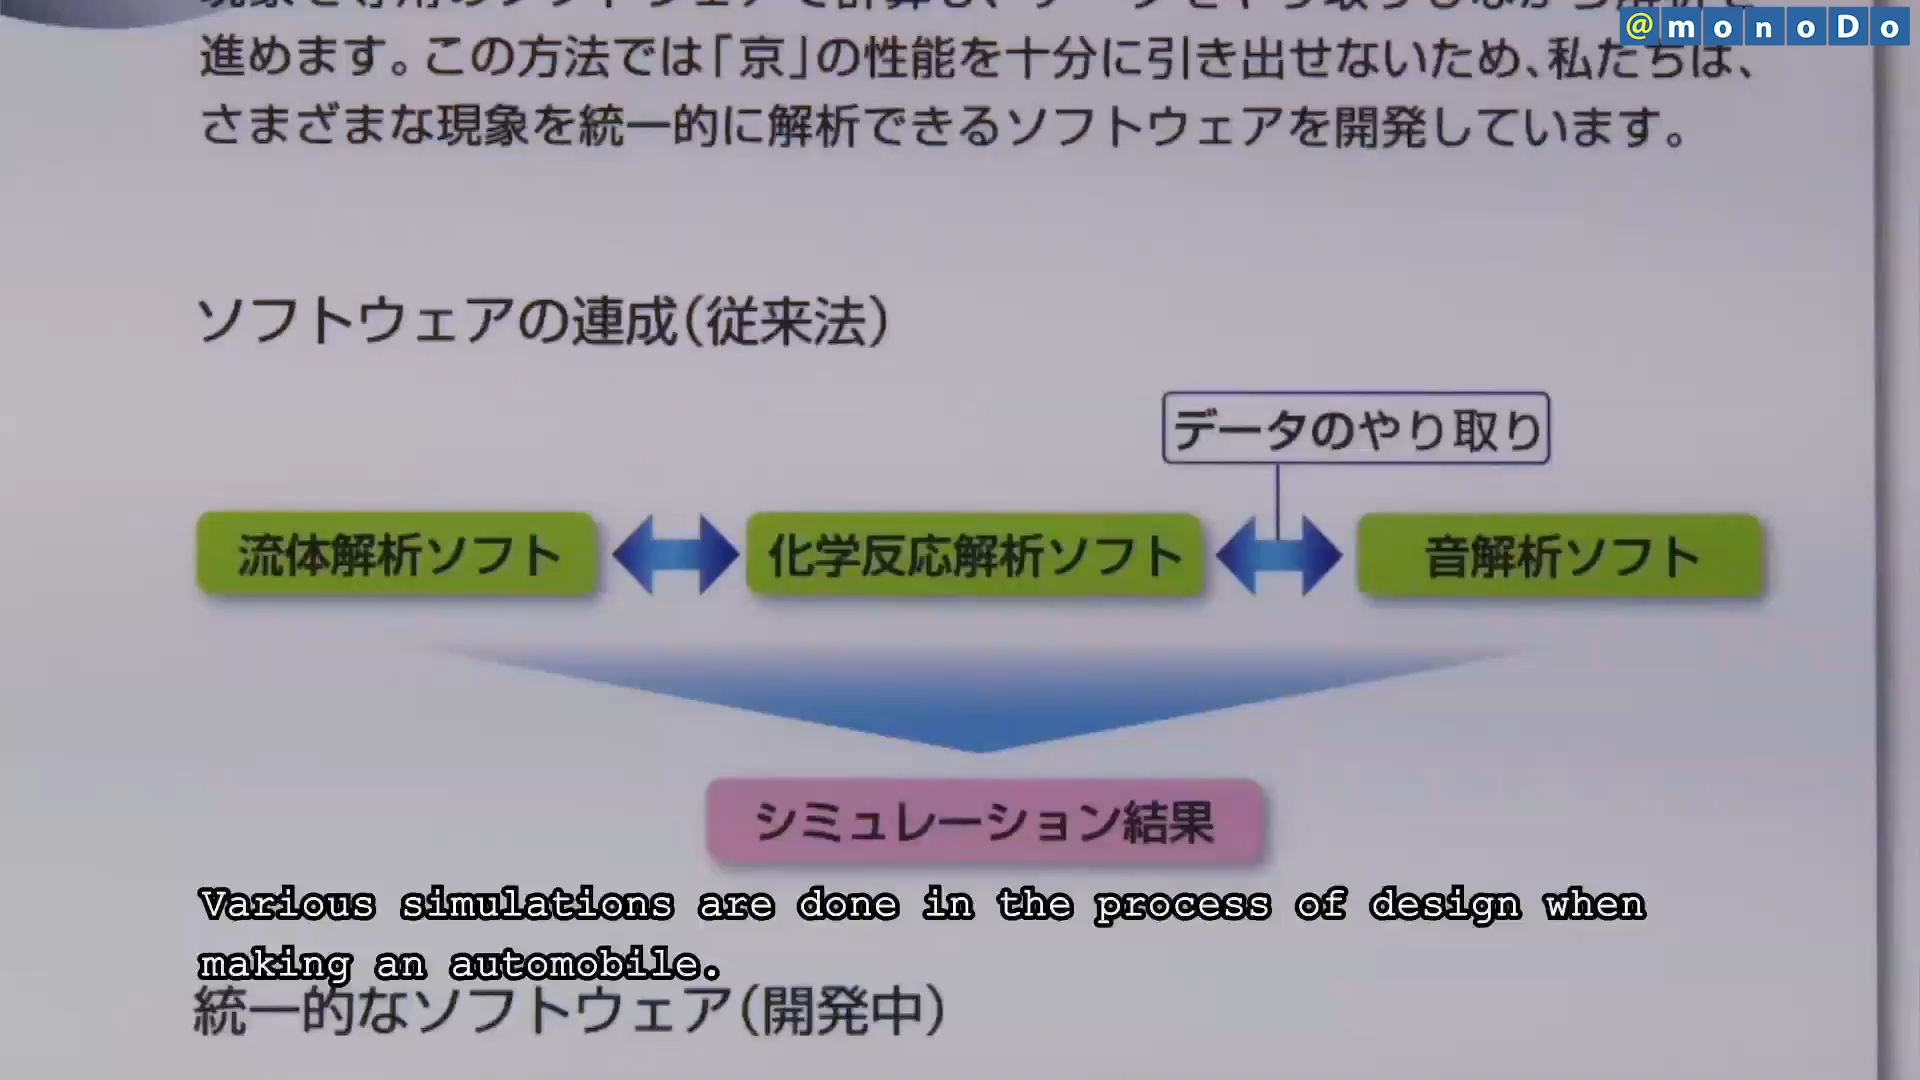 @monoDo
進めます。この方法では「京」の性能を十分に引き出せないため、私たちは、
さまざまな現象を統一的に解析できるソフトウェアを開発しています。
ソフトウェアの連成(従来法)
データのやり取り
流体解析ソフト
化学反応解析ソフト
音解析ソフト
シミュレーション結果
Various simulations are done in the process of design when
making an automobile.
統一的なソフトウェア(開発中)